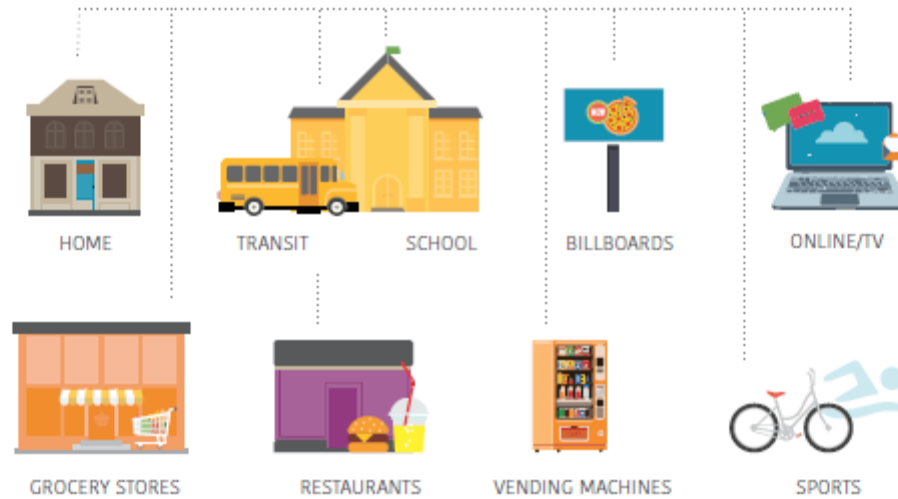 HOME
TRANSIT
SCHOOL
BILLBOARDS
ONLINE/TV
GROCERY STORES
RESTAURANTS
VENDING MACHINES
SPORTS